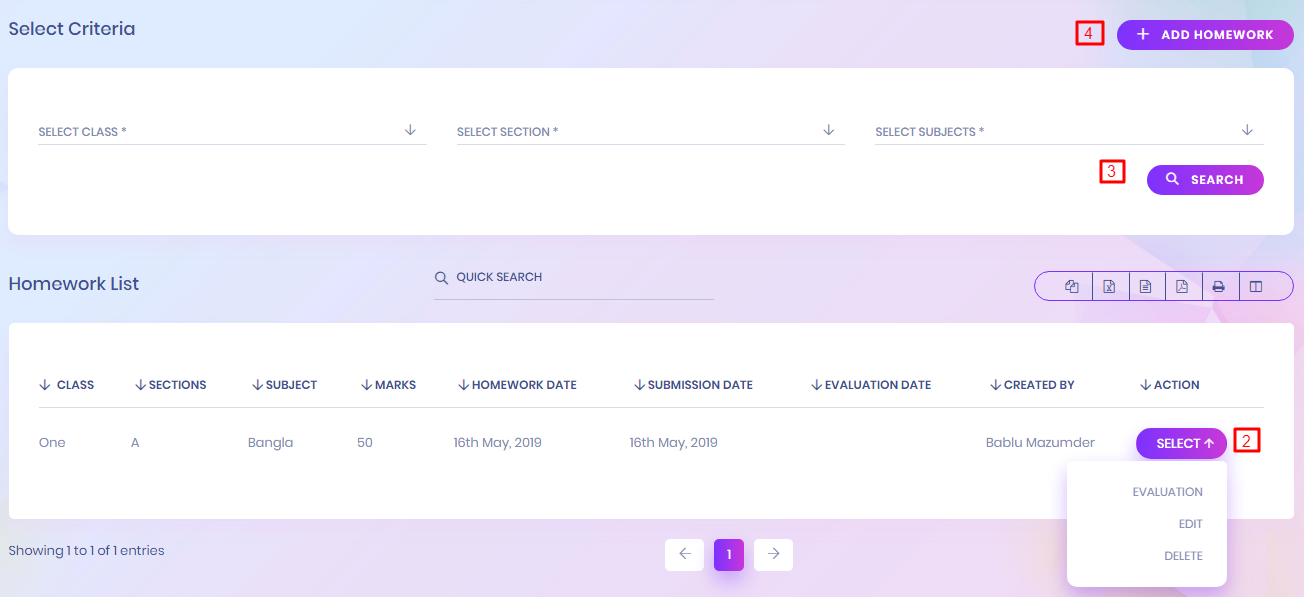 Select Criteria
4
+ ADD HOMEWORK
SELECT CLASS *
SELECT SECTION *
SELECT SUBJECTS *
3
SEARCH
Homework List
QUICK SEARCH
CLASS SECTIONS SUBJECT MARKS HOMEWORK DATE SUBMISSION DATE EVALUATION DATE CREATED BY ACTION
One A Bangla 50 16th May, 2019 16th May, 2019 Bablu Mazumder SELECT
2
EVALUATION
EDIT
DELETE
Showing 1 to 1 of 1 entries
1